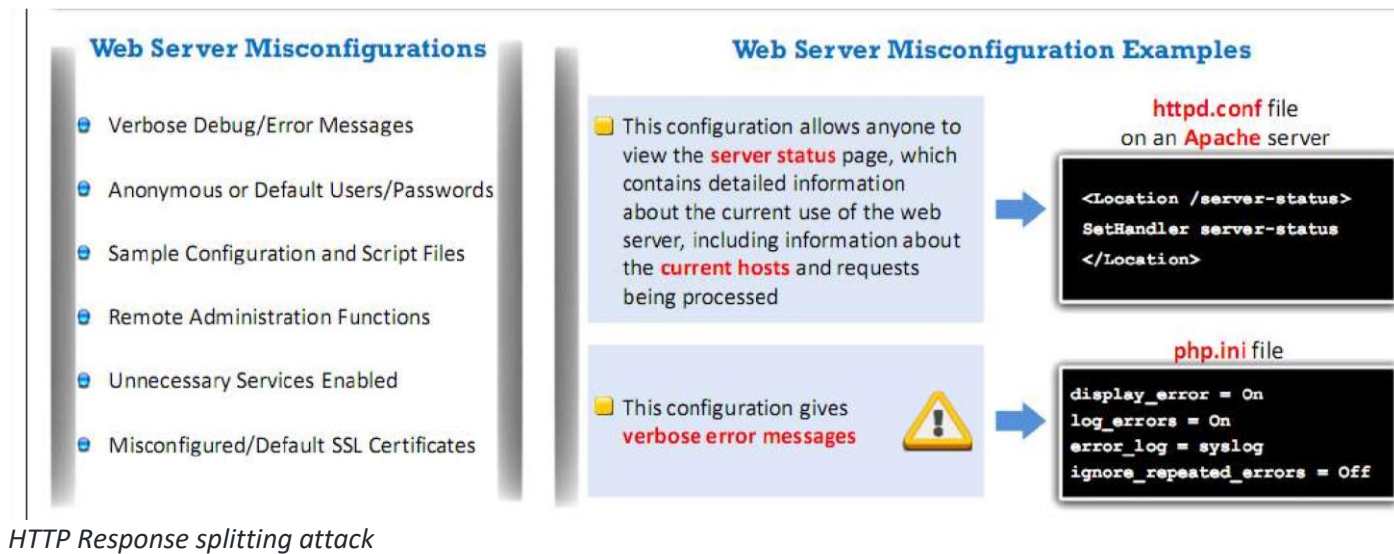 Web Server Misconfigurations
Verbose Debug/Error Messages
Anonymous or Default Users/Passwords
Sample Configuration and Script Files
Remote Administration Functions
Unnecessary Services Enabled
Misconfigured/Default SSL Certificates
Web Server Misconfiguration Examples
This configuration allows anyone to
view the server status page, which
contains detailed information
about the current use of the web
server, including information about
the current hosts and requests
being processed
httpd.conf file
on an Apache server
<Location /server-status>
SetHandler server-status
</Location>
This configuration gives
verbose error messages
php.ini file
display_error = On
log_errors = On
error_log = syslog
ignore_repeated_errors = Off
HTTP Response splitting attack